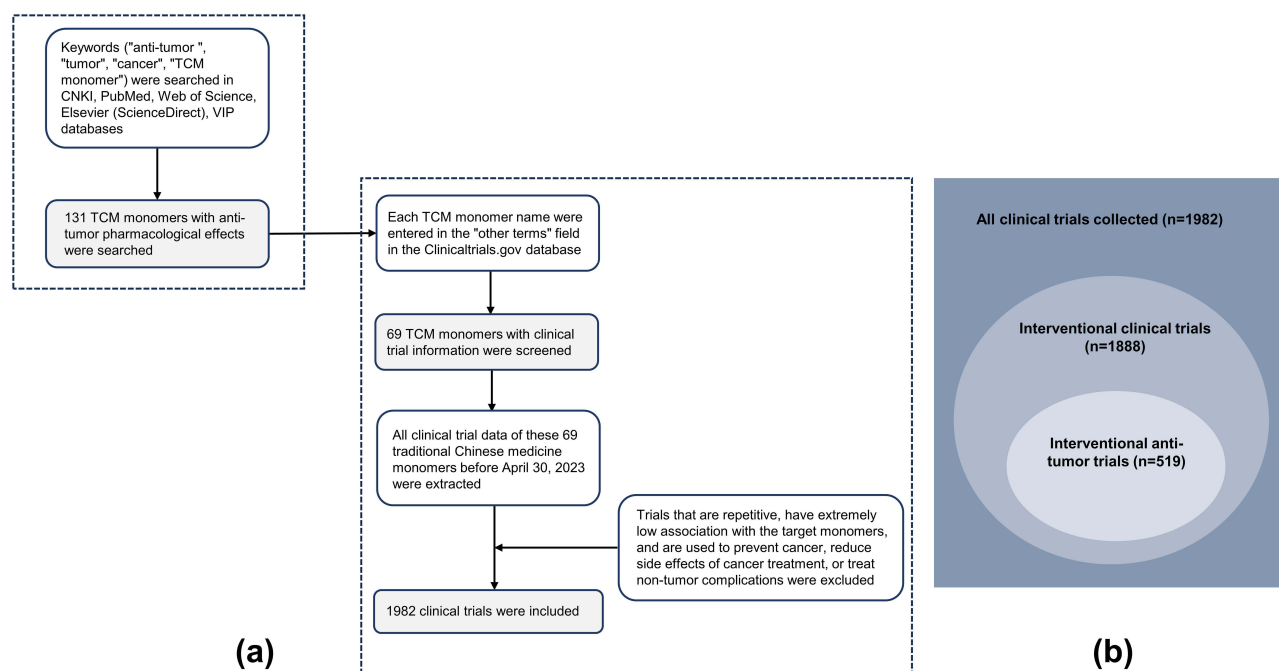 Keywords ("anti-tumor ",
"tumor", "cancer", "TCM
monomer") were searched in
CNKI, PubMed, Web of Science,
Elsevier (ScienceDirect), VIP
databases
131 TCM monomers with anti-
tumor pharmacological effects
were searched
Each TCM monomer name were
entered in the "other terms" field
in the Clinicaltrials.gov database
69 TCM monomers with clinical
trial information were screened
All clinical trial data of these 69
traditional Chinese medicine
monomers before April 30, 2023
were extracted
Trials that are repetitive, have extremely
low association with the target monomers,
and are used to prevent cancer, reduce
side effects of cancer treatment, or treat
non-tumor complications were excluded
1982 clinical trials were included
(a)
All clinical trials collected (n=1982)
Interventional clinical trials
(n=1888)
Interventional anti-
tumor trials (n=519)
(b)